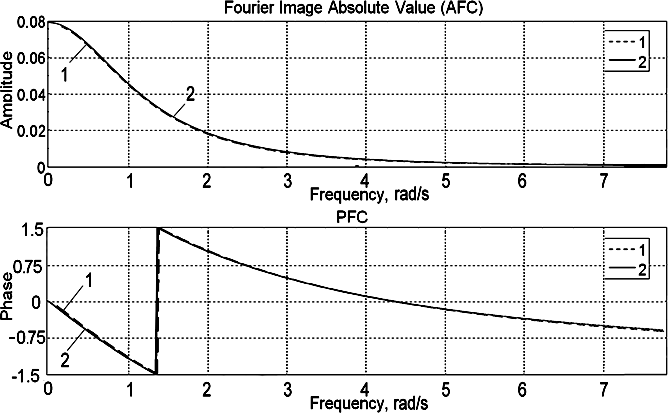 Fourier Image Absolute Value (AFC)
Amplitude
0.08
0.06
0.04
0.02
0
1
2
1
2
0 1 2 3 4 5 6 7
Frequency, rad/s
PFC
Phase
1.5
0.75
0
-0.75
-1.5
1
2
1
2
0 1 2 3 4 5 6 7
Frequency, rad/s